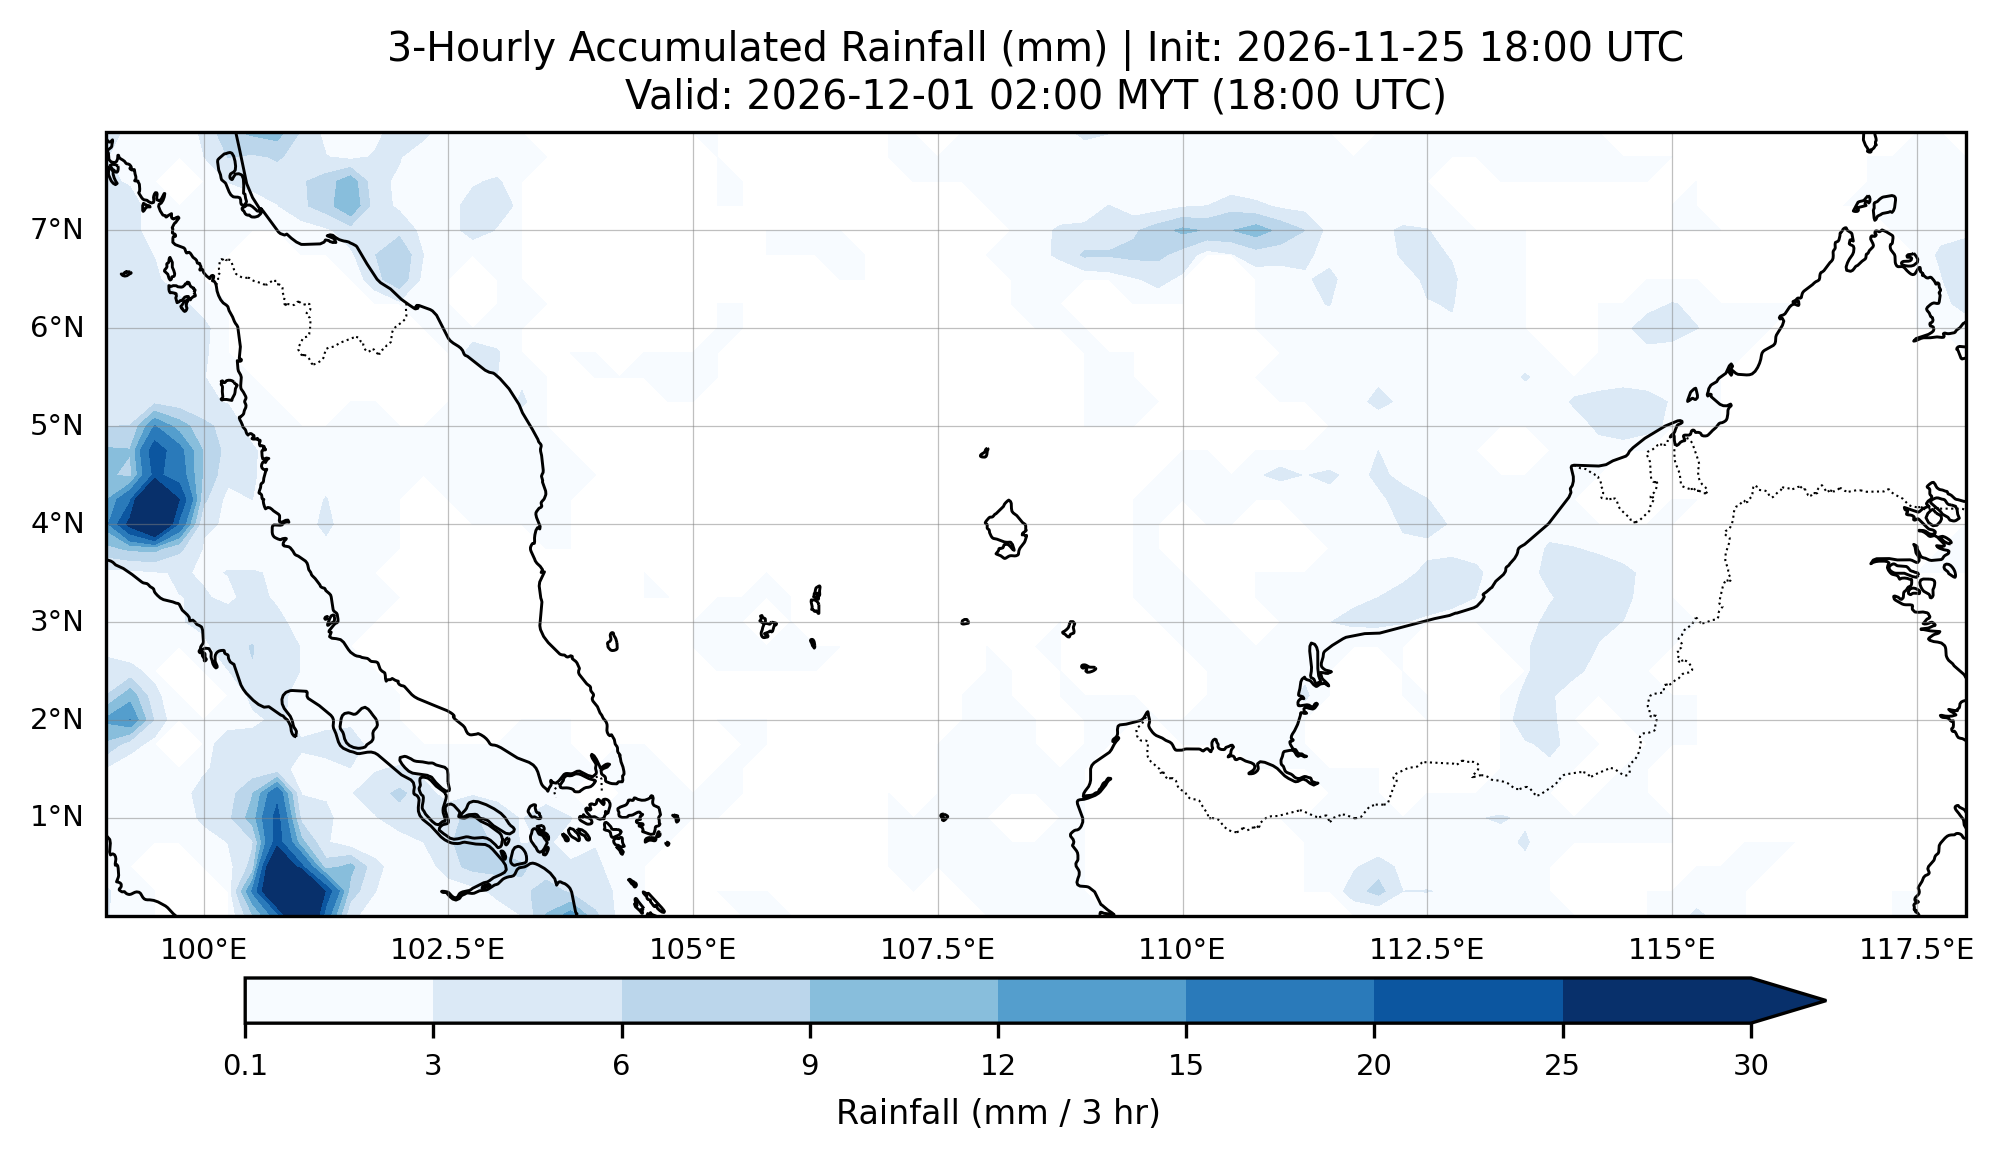 3-Hourly Accumulated Rainfall (mm) | Init: 2026-11-25 18:00 UTC
Valid: 2026-12-01 02:00 MYT (18:00 UTC)
7°N
6°N
5°N
4°N
3°N
2°N
1°N
100°E 102.5°E 105°E 107.5°E 110°E 112.5°E 115°E 117.5°E
0.1 3 6 9 12 15 20 25 30
Rainfall (mm / 3 hr)